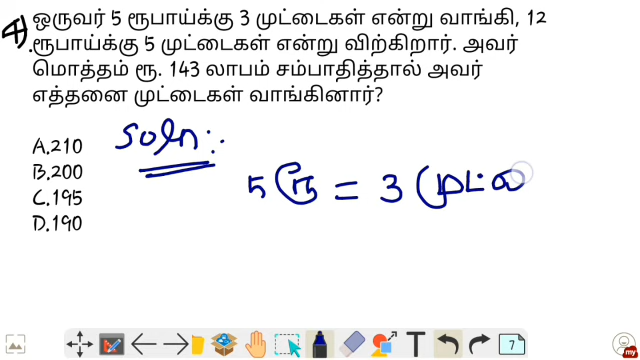 4. ஒருவர் 5 ரூபாய்க்கு 3 முட்டைகள் என்று வாங்கி, 12
ரூபாய்க்கு 5 முட்டைகள் என்று விற்கிறார். அவர்
மொத்தம் ரூ. 143 லாபம் சம்பாதித்தால் அவர்
எத்தனை முட்டைகள் வாங்கினார்?
A.210
B.200
C.195
D.190
Soln:
5 ரூ = 3
T
7
my